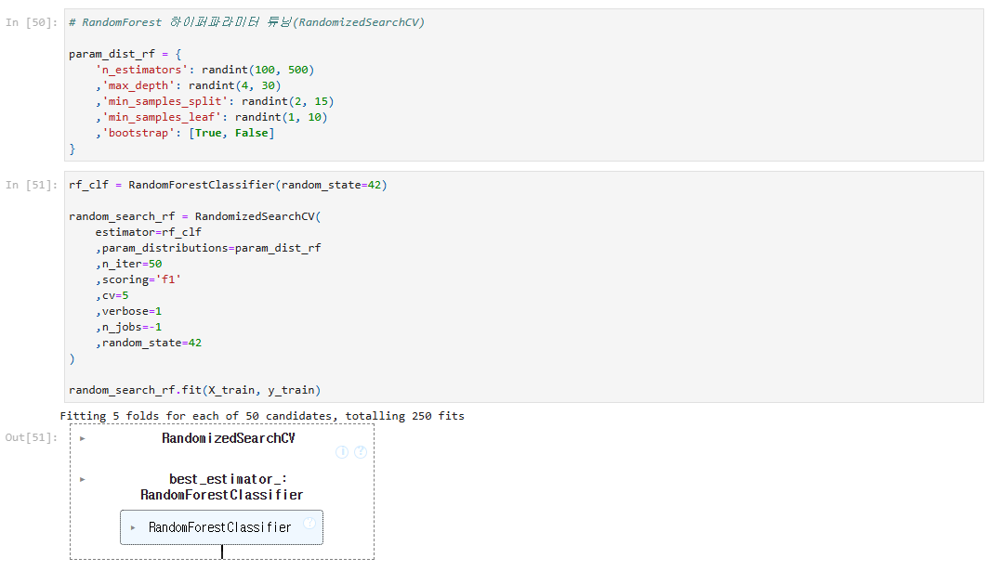 In [50]: # RandomForest 하이퍼파라미터 튜닝(RandomizedSearchCV)
param_dist_rf = {
'n_estimators': randint(100, 500)
,'max_depth': randint(4, 30)
,'min_samples_split': randint(2, 15)
,'min_samples_leaf': randint(1, 10)
,'bootstrap': [True, False]
}
In [51]: rf_clf = RandomForestClassifier(random_state=42)
random_search_rf = RandomizedSearchCV(
estimator=rf_clf
,param_distributions=param_dist_rf
,n_iter=50
,scoring='f1'
,cv=5
,verbose=1
,n_jobs=-1
,random_state=42
)
random_search_rf.fit(X_train, y_train)
Fitting 5 folds for each of 50 candidates, totalling 250 fits
Out[51]: ▸ RandomizedSearchCV
i ?
▸ best_estimator_:
RandomForestClassifier
▸ RandomForestClassifier ?